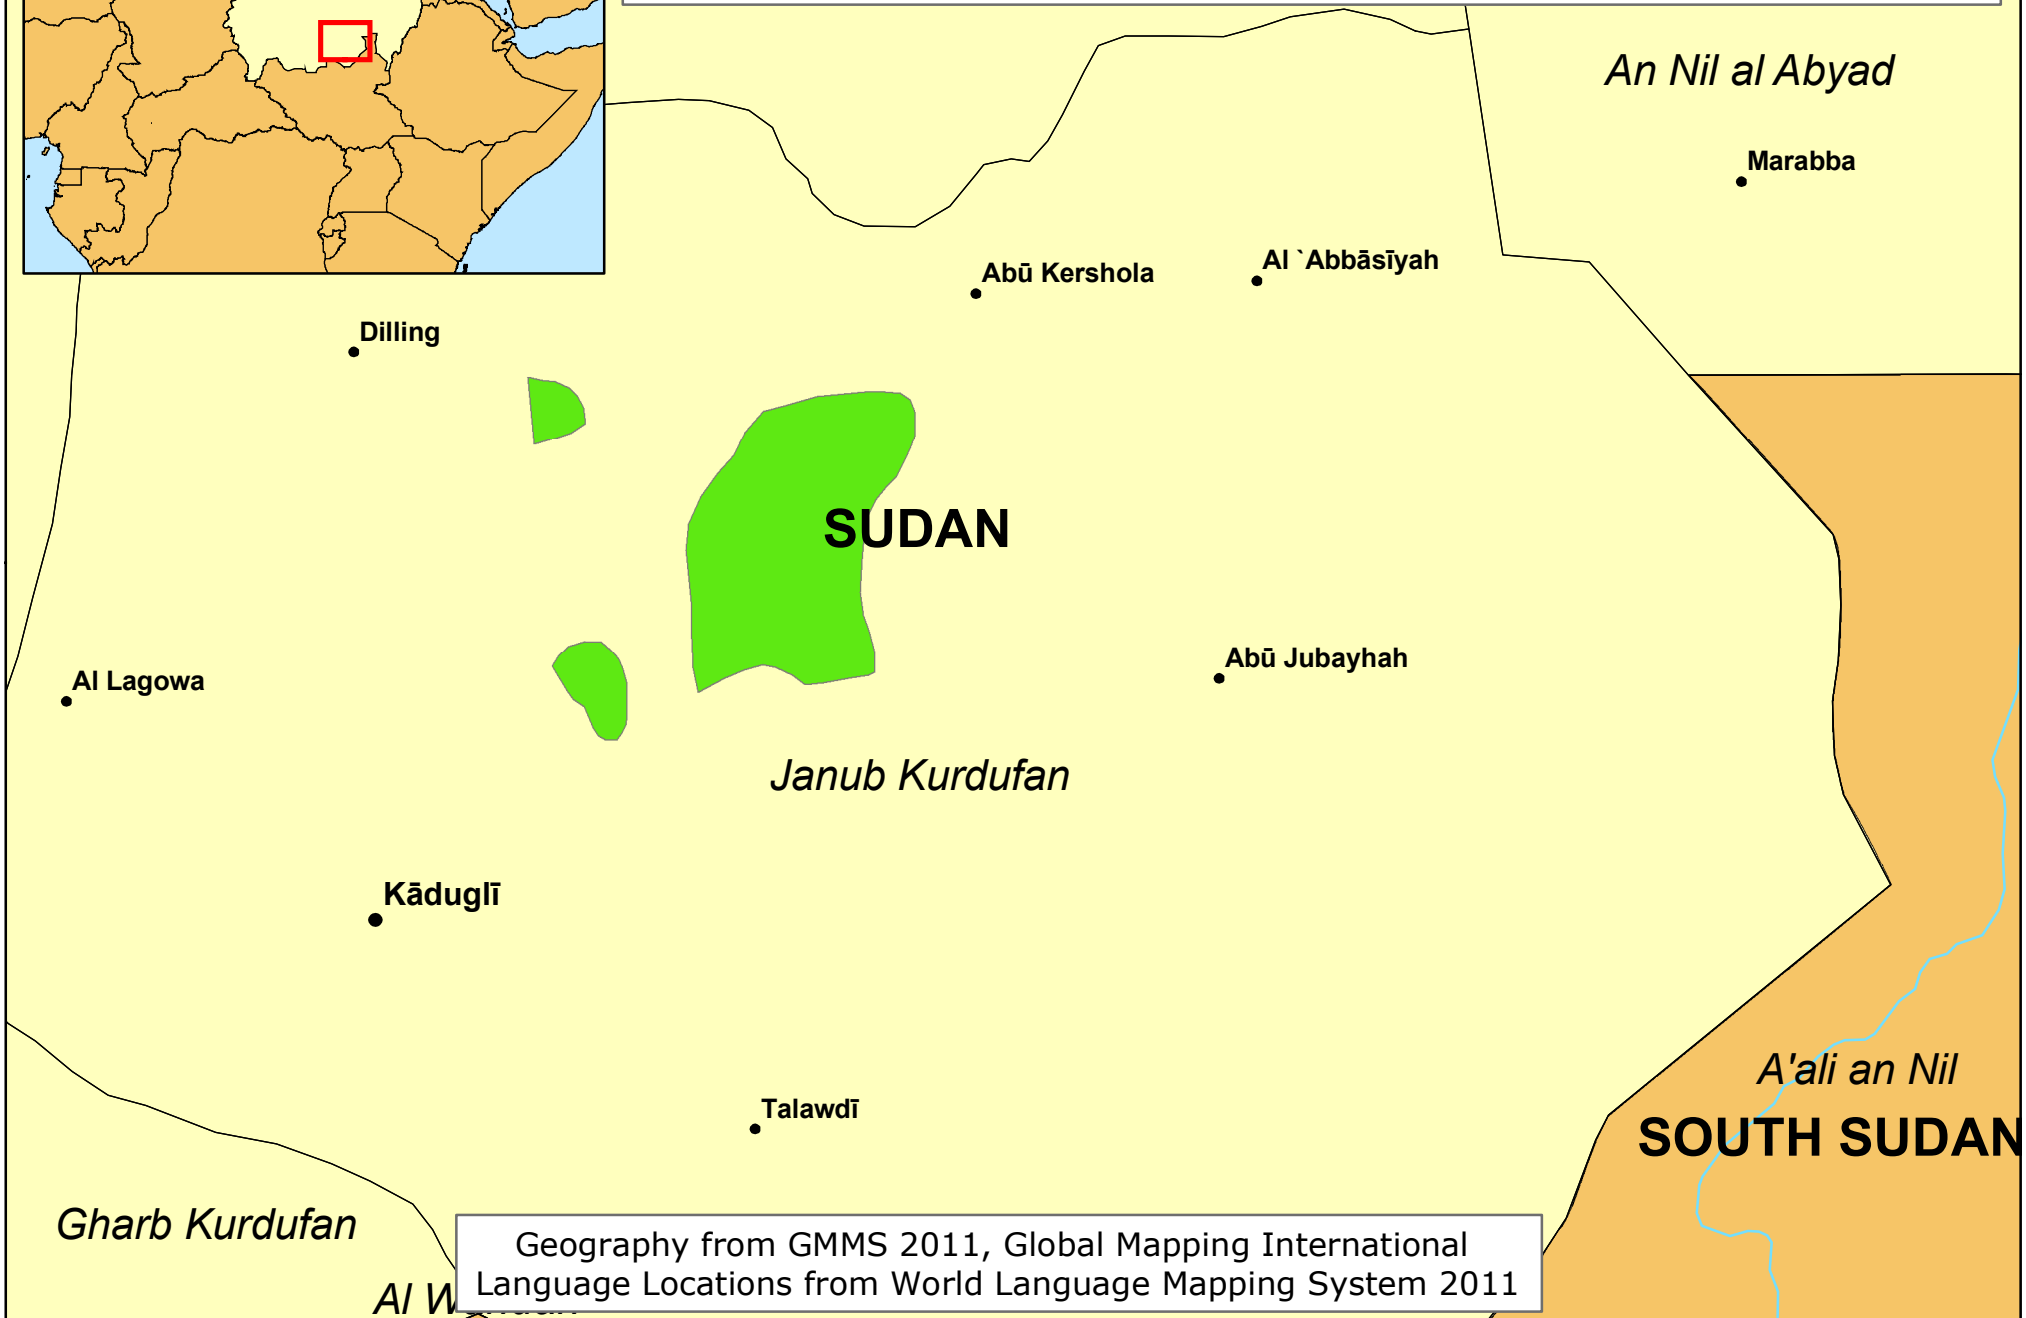 An Nil al Abyad
Marabba
Al `Abbāsīyah
Abū Kershola
Dilling
SUDAN
Abū Jubayhah
Al Lagowa
Janub Kurdufan
Kāduglī
A'ali an Nil
Talawdī
SOUTH SUDAN
Gharb Kurdufan
Geography from GMMS 2011, Global Mapping International
Language Locations from World Language Mapping System 2011
Al